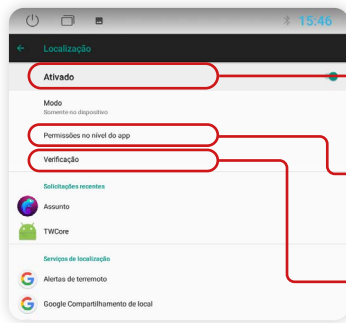 15:46
Localização
Ativado
Modo
Somente no dispositivo
Permissões no nível do app
Verificação
Solicitações recentes
Assunto
TWCore
Serviços de localização
Alertas de terremoto
Google Compartilhamento de local